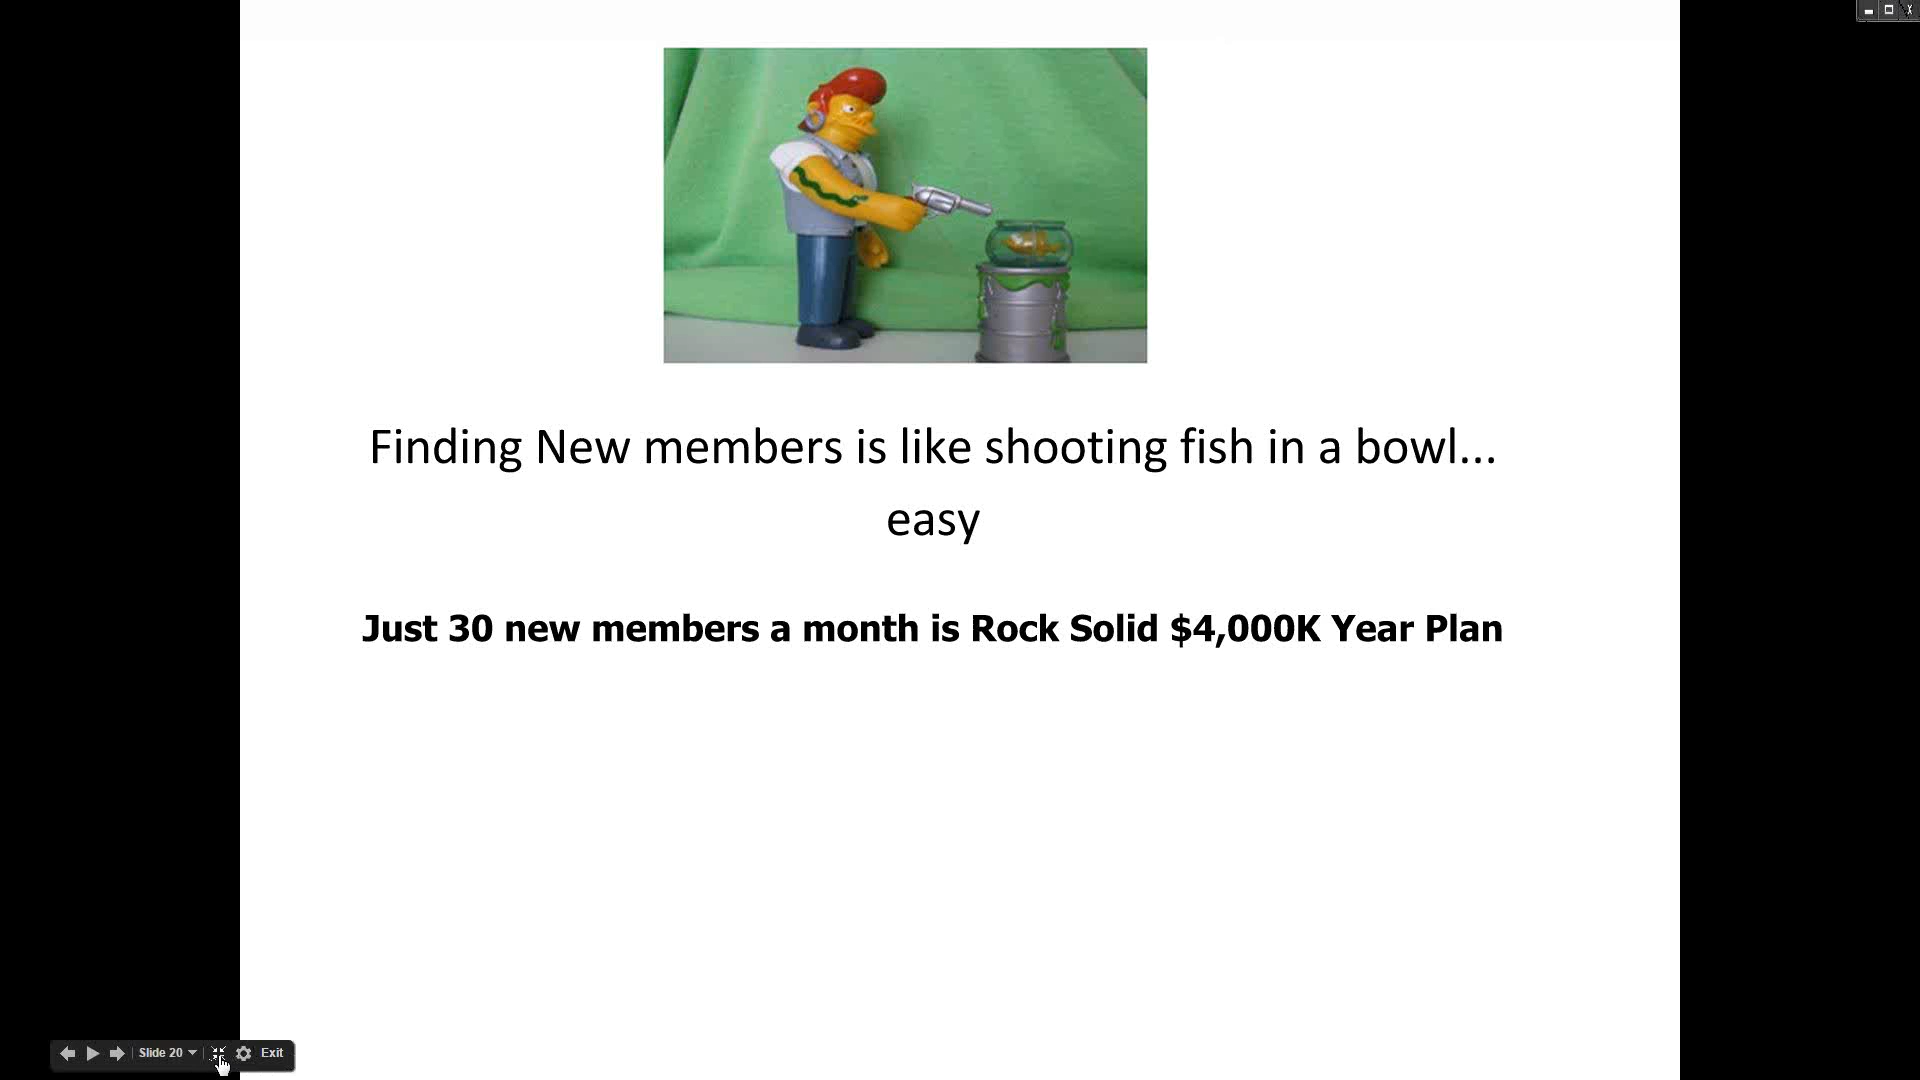 Finding New members is like shooting fish in a bowl...
easy
Just 30 new members a month is Rock Solid $4,000K Year Plan
Slide 20
Exit